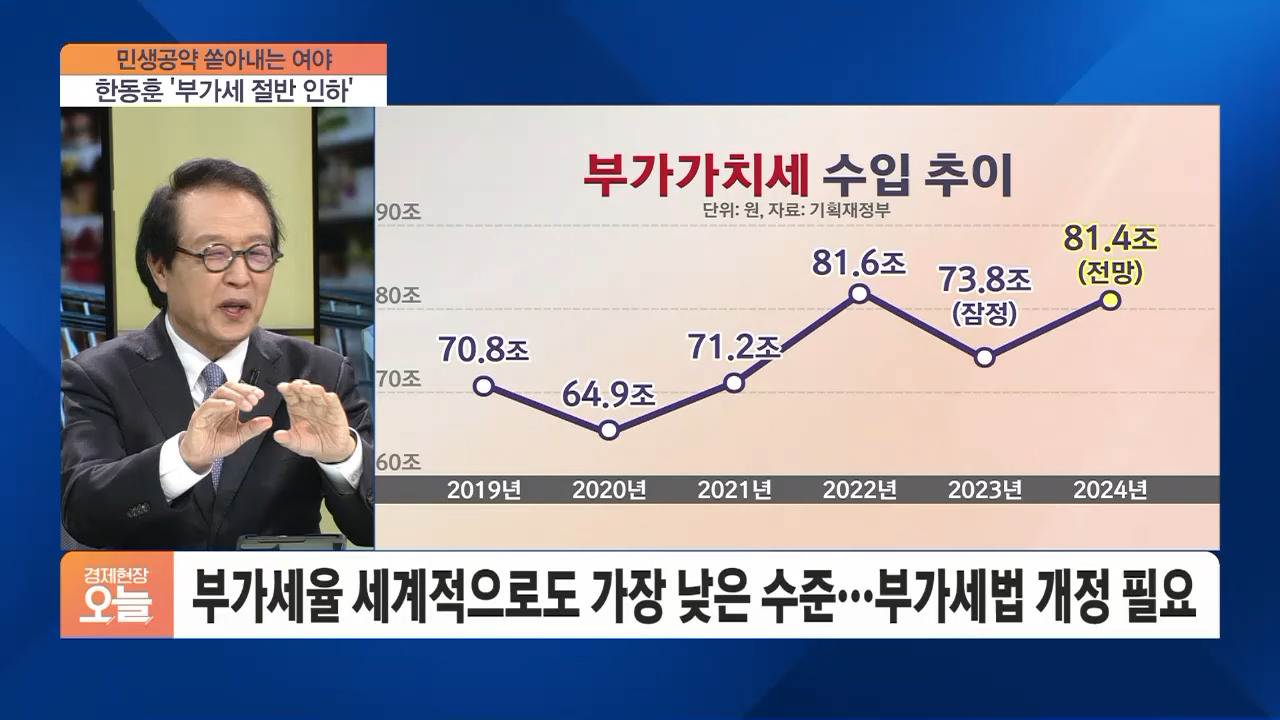 민생공약 쏟아내는 여야
한동훈 '부가세 절반 인하'
부가가치세 수입 추이
단위: 원, 자료: 기획재정부
90조
80조
70조
60조
70.8조
64.9조
71.2조
81.6조
73.8조
(잠정)
81.4조
(전망)
2019년 2020년 2021년 2022년 2023년 2024년
경제현장
오늘
부가세율 세계적으로도 가장 낮은 수준…부가세법 개정 필요